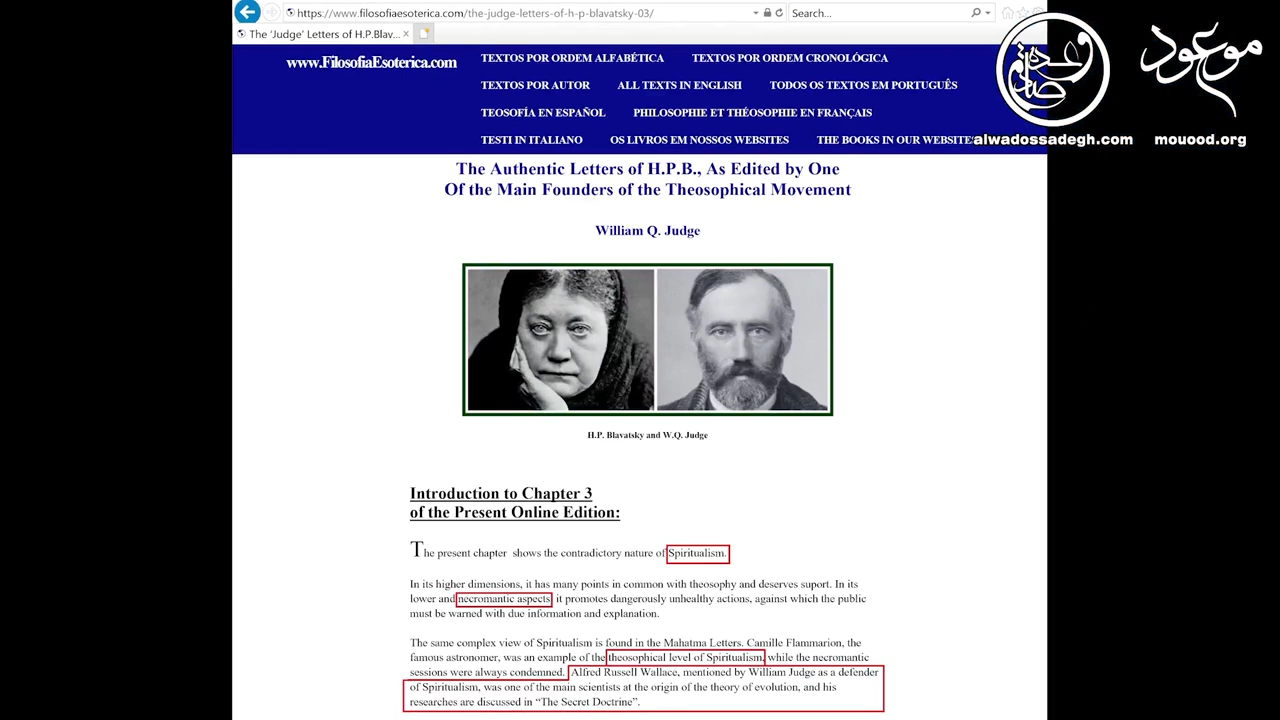 https://www.filosofiaesoterica.com/the-judge-letters-of-h-p-blavatsky-03/
Search...
The 'Judge' Letters of H.P.Blav...
موعود
وعده صادق
www.FilosofiaEsoterica.com
TEXTOS POR ORDEM ALFABÉTICA
TEXTOS POR ORDEM CRONOLÓGICA
TEXTOS POR AUTOR
ALL TEXTS IN ENGLISH
TODOS OS TEXTOS EM PORTUGUÊS
TEOSOFÍA EN ESPAÑOL
PHILOSOPHIE ET THÉOSOPHIE EN FRANÇAIS
TESTI IN ITALIANO
OS LIVROS EM NOSSOS WEBSITES
THE BOOKS IN OUR WEBSITES
alwadossadegh.com
mouood.org
The Authentic Letters of H.P.B., As Edited by One
Of the Main Founders of the Theosophical Movement
William Q. Judge
H.P. Blavatsky and W.Q. Judge
Introduction to Chapter 3
of the Present Online Edition:
The present chapter shows the contradictory nature of Spiritualism.
In its higher dimensions, it has many points in common with theosophy and deserves suport. In its
lower and necromantic aspects, it promotes dangerously unhealthy actions, against which the public
must be warned with due information and explanation.
The same complex view of Spiritualism is found in the Mahatma Letters. Camille Flammarion, the
famous astronomer, was an example of the theosophical level of Spiritualism, while the necromantic
sessions were always condemned. Alfred Russell Wallace, mentioned by William Judge as a defender
of Spiritualism, was one of the main scientists at the origin of the theory of evolution, and his
researches are discussed in “The Secret Doctrine”.